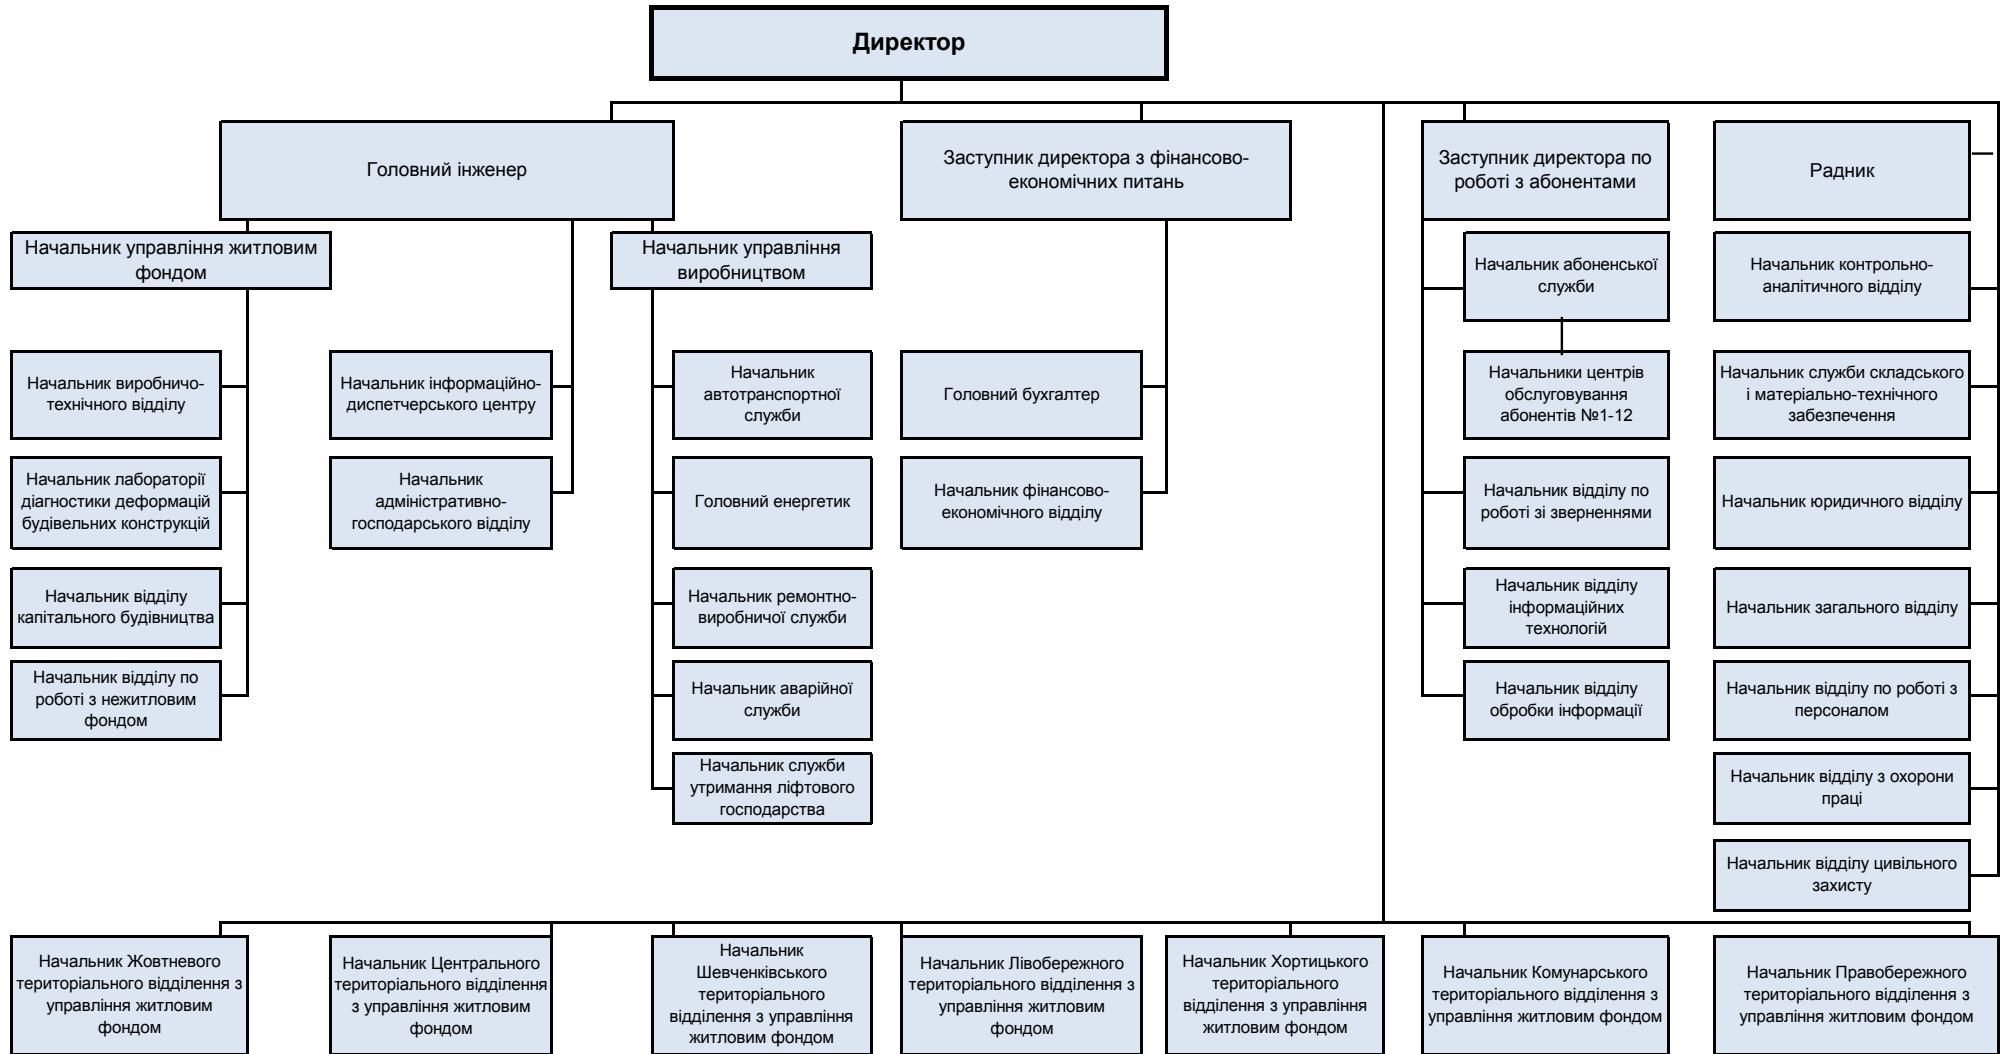 Директор
Головний інженер
Заступник директора з фінансово-
економічних питань
Заступник директора по
роботі з абонентами
Радник
Начальник управління житловим
фондом
Начальник управління
виробництвом
Начальник абоненської
служби
Начальник контрольно-
аналітичного відділу
Начальник виробничо-
технічного відділу
Начальник інформаційно-
диспетчерського центру
Начальник
автотранспортної
служби
Головний бухгалтер
Начальники центрів
обслуговування
абонентів №1-12
Начальник служби складського
і матеріально-технічного
забезпечення
Начальник лабораторії
діагностики деформацій
будівельних конструкцій
Начальник
адміністративно-
господарського відділу
Головний енергетик
Начальник фінансово-
економічного відділу
Начальник відділу по
роботі зі зверненнями
Начальник юридичного відділу
Начальник відділу
капітального будівництва
Начальник ремонтно-
виробничої служби
Начальник відділу
інформаційних
технологій
Начальник загального відділу
Начальник відділу по
роботі з нежитловим
фондом
Начальник аварійної
служби
Начальник відділу
обробки інформації
Начальник відділу по роботі з
персоналом
Начальник служби
утримання ліфтового
господарства
Начальник відділу з охорони
праці
Начальник відділу цивільного
захисту
Начальник Жовтневого
територіального відділення з
управління житловим
фондом
Начальник Центрального
територіального відділення
з управління житловим
фондом
Начальник
Шевченківського
територіального
відділення з управління
житловим фондом
Начальник Лівобережного
територіального відділення з
управління житловим
фондом
Начальник Хортицького
територіального
відділення з управління
житловим фондом
Начальник Комунарського
територіального відділення з
управління житловим фондом
Начальник Правобережного
територіального відділення з
управління житловим фондом